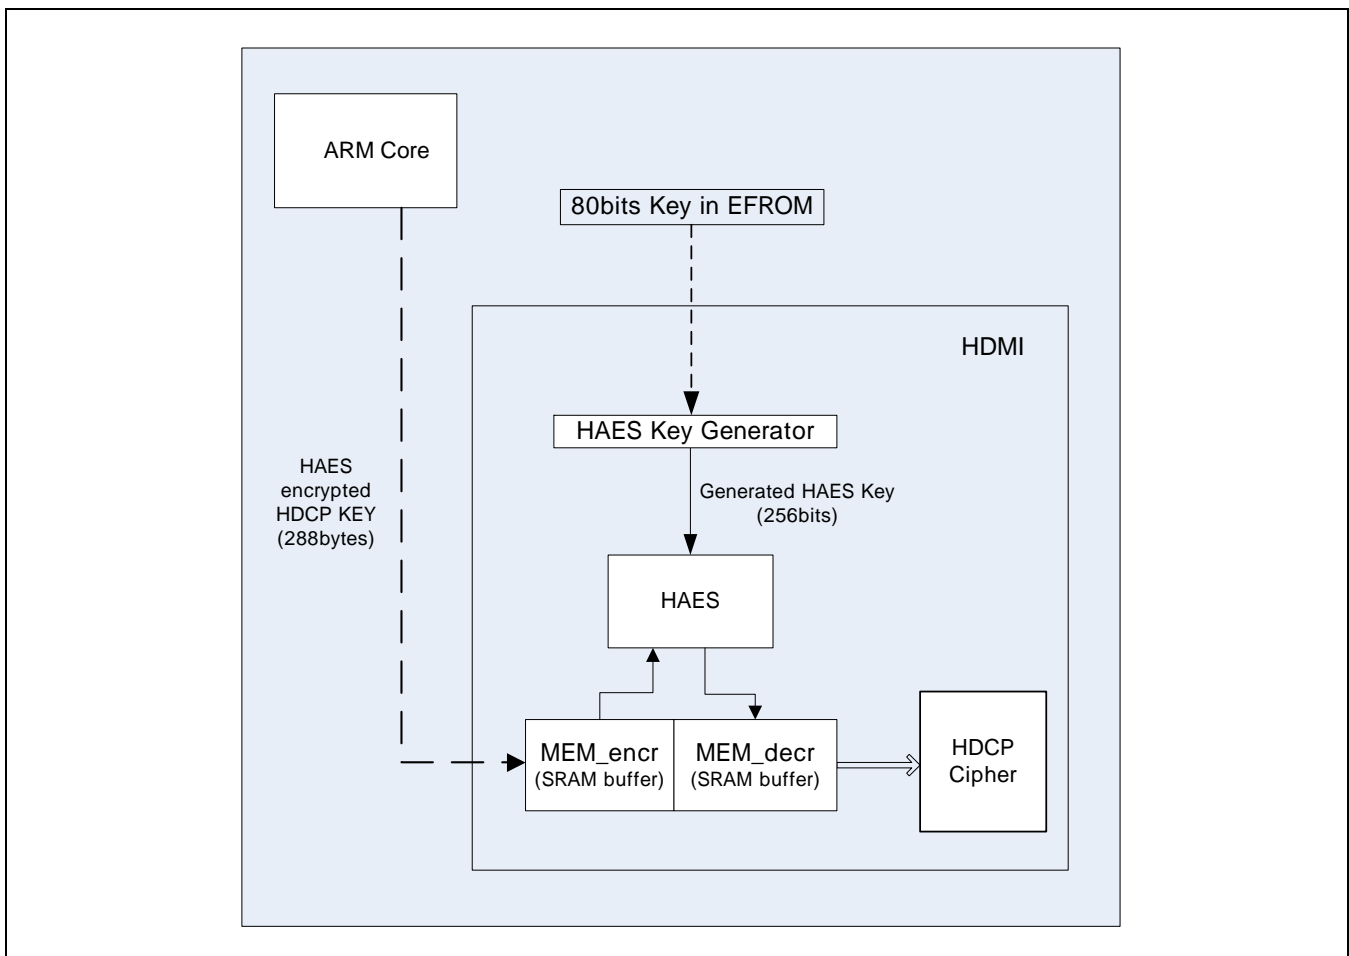 ARM Core
80bits Key in EFROM
HDMI
HAES Key Generator
HAES
encrypted
HDCP KEY
(288bytes)
Generated HAES Key
(256bits)
HAES
MEM_encr
(SRAM buffer)
MEM_decr
(SRAM buffer)
HDCP
Cipher